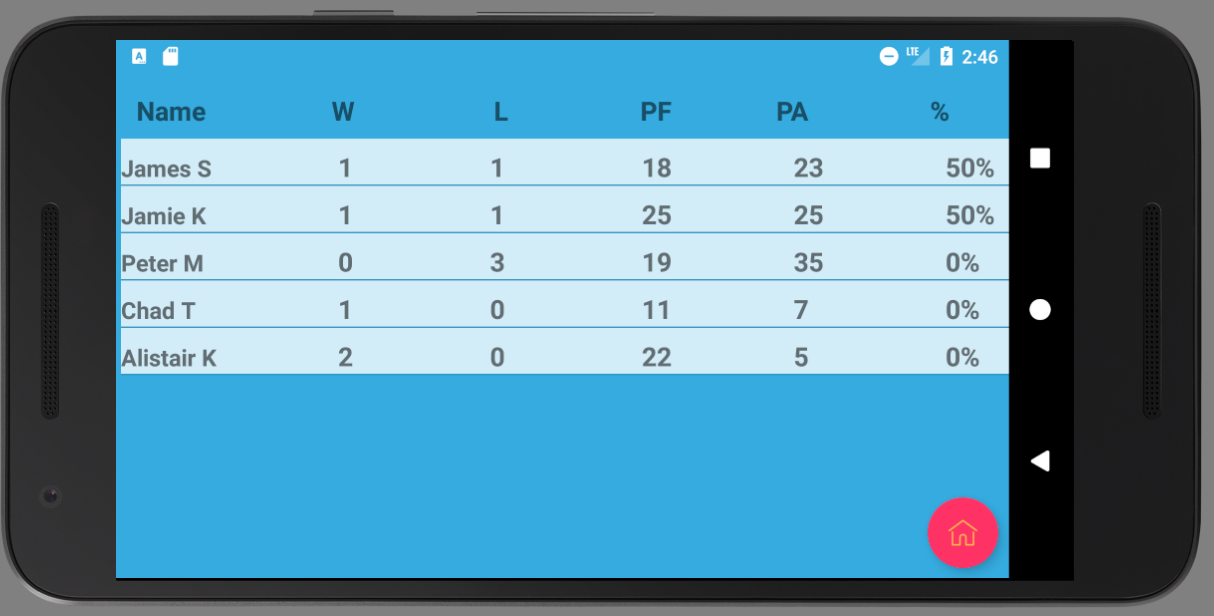 LTE 2:46
Name W L PF PA %
James S 1 1 18 23 50%
Jamie K 1 1 25 25 50%
Peter M 0 3 19 35 0%
Chad T 1 0 11 7 0%
Alistair K 2 0 22 5 0%